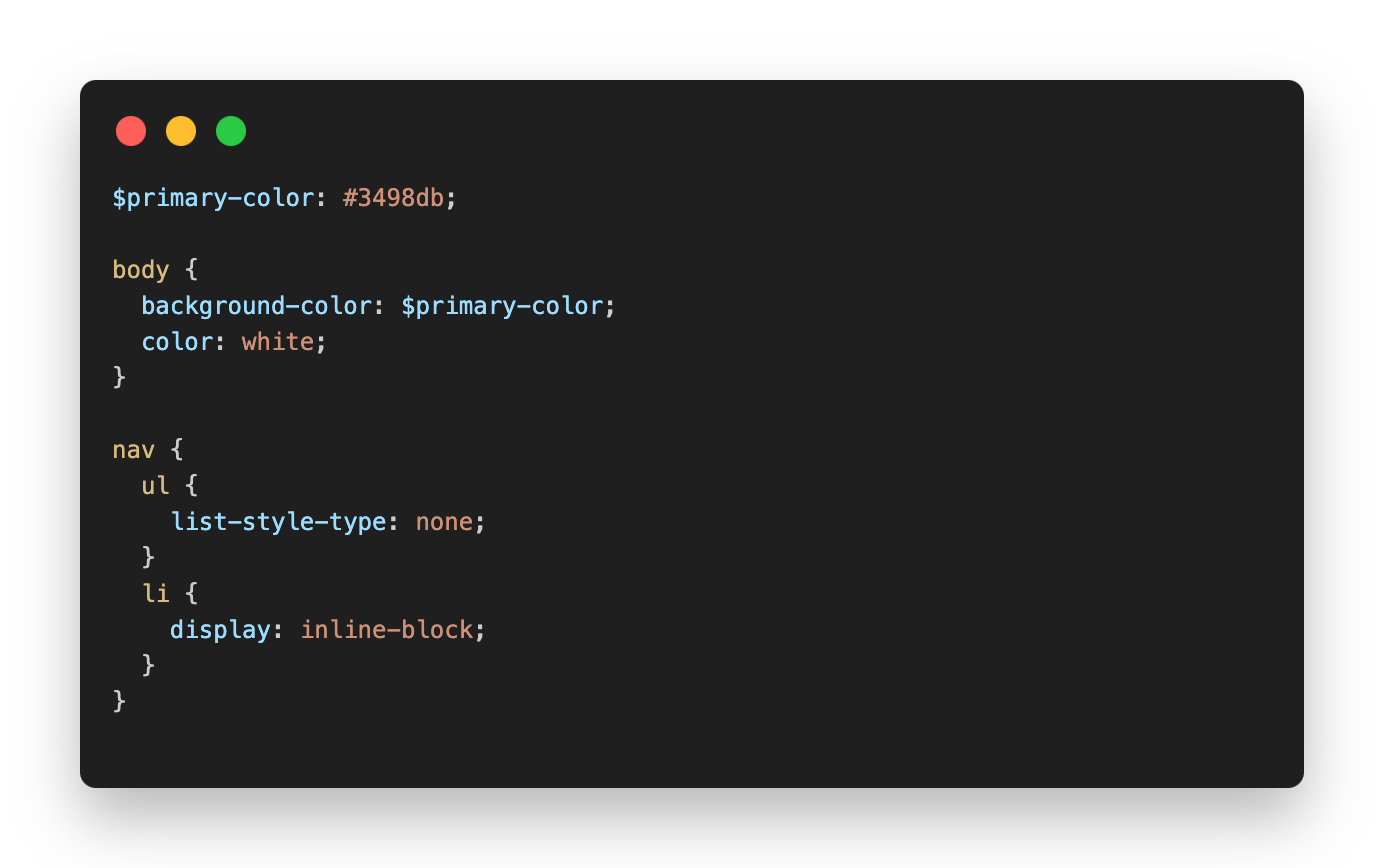 $primary-color: #3498db;

body {
  background-color: $primary-color;
  color: white;
}

nav {
  ul {
    list-style-type: none;
  }
  li {
    display: inline-block;
  }
}